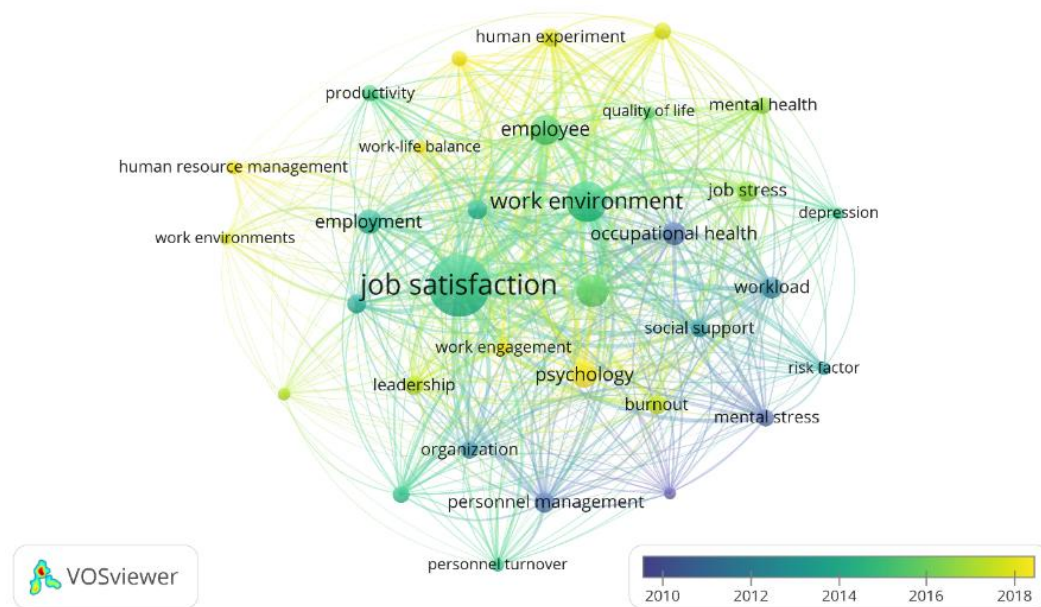 human experiment
productivity
quality of life
mental health
employee
work-life balance
human resource management
job stress
work environment
depression
employment
occupational health
work environments
job satisfaction
workload
social support
work engagement
risk factor
psychology
leadership
burnout
mental stress
organization
personnel management
personnel turnover
VOSviewer
2010 2012 2014 2016 2018